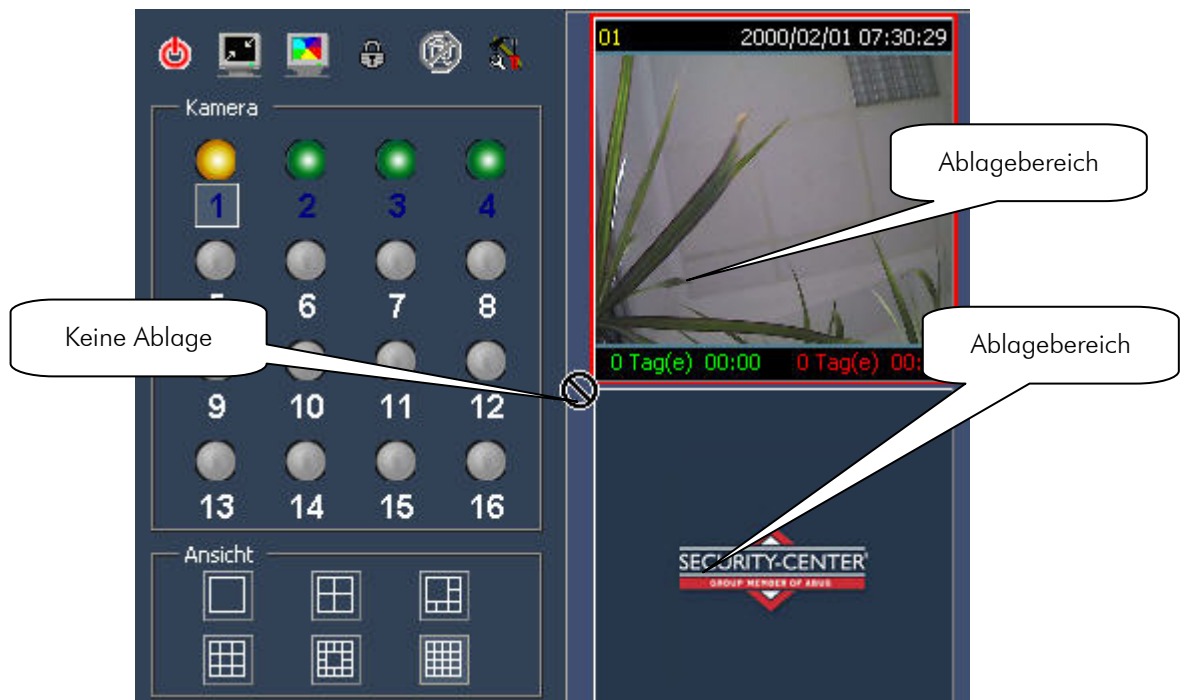 01 2000/02/01 07:30:29
Kamera
1 2 3 4
Ablagebereich
6 7 8
Keine Ablage
Ablagebereich
0 Tag(e) 00:00 0 Tag(e) 00:
9 10 11 12
13 14 15 16
Ansicht
SECURITY-CENTER
GROUP MEMBER OF ABUS